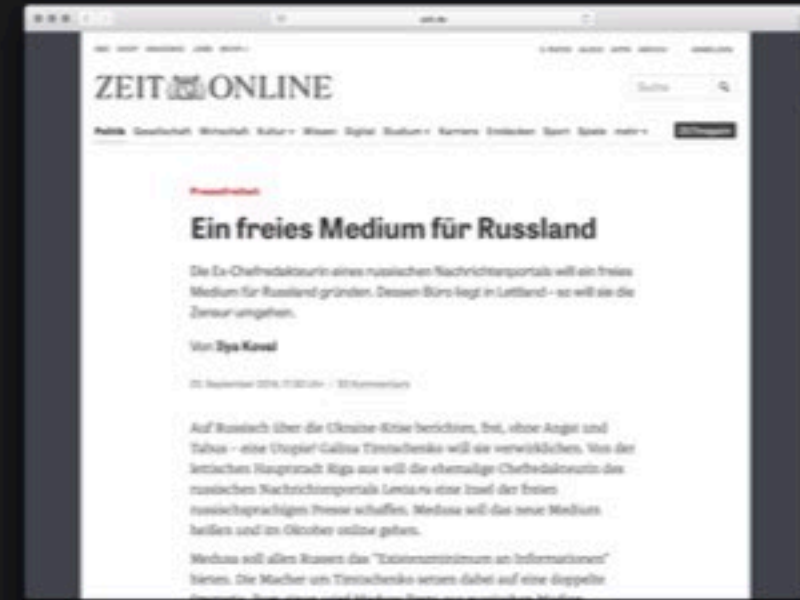 ZEIT ONLINE
Suche
Politik Gesellschaft Wirtschaft Kultur Wissen Digital Studium Karriere Entdecken Sport Spiele mehr
Pressefreiheit
Ein freies Medium für Russland
Die Ex-Chefredakteurin eines russischen Nachrichtenportals will ein freies
Medium für Russland gründen. Dessen Büro liegt in Lettland – so will sie die
Zensur umgehen.
Von Ilya Koval
Auf Russisch über die Ukraine-Krise berichten, frei, ohne Angst und
Tabus – eine Utopie? Galina Timtschenko will sie verwirklichen. Von der
lettischen Hauptstadt Riga aus will die ehemalige Chefredakteurin des
russischen Nachrichtenportals Lenta.ru eine Insel der freien
russischsprachigen Presse schaffen. Medusa soll das neue Medium
heißen und im Oktober online gehen.
Medusa soll allen Russen das "Existenzminimum an Informationen"
bieten. Die Macher um Timtschenko setzen dabei auf eine doppelte